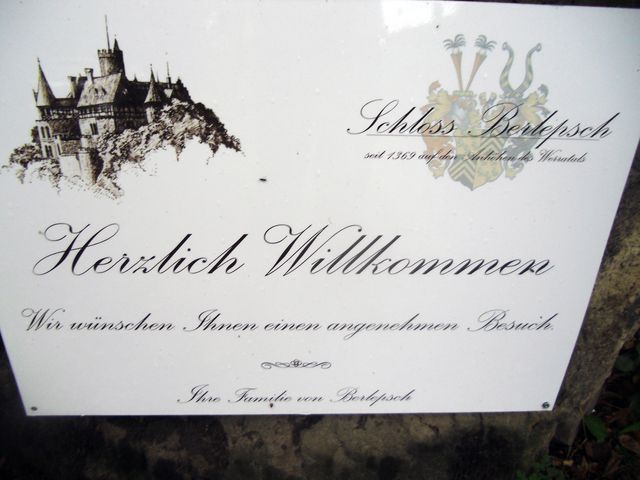 Schloss Berlepsch
seit 1369 auf den Anhöhen des Werratals
Herzlich Willkommen
Wir wünschen Ihnen einen angenehmen Besuch.
Ihre Familie von Berlepsch